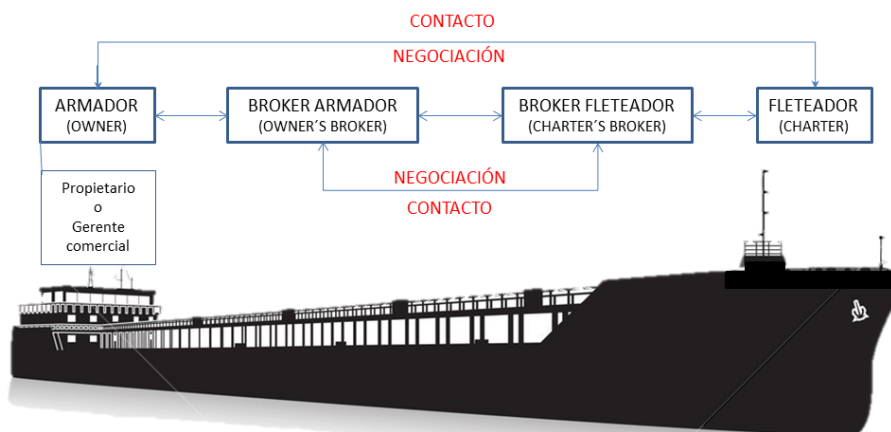 CONTACTO
NEGOCIACIÓN
ARMADOR
(OWNER)
BROKER ARMADOR
(OWNER´S BROKER)
BROKER FLETEADOR
(CHARTER´S BROKER)
FLETEADOR
(CHARTER)
NEGOCIACIÓN
CONTACTO
Propietario
o
Gerente
comercial